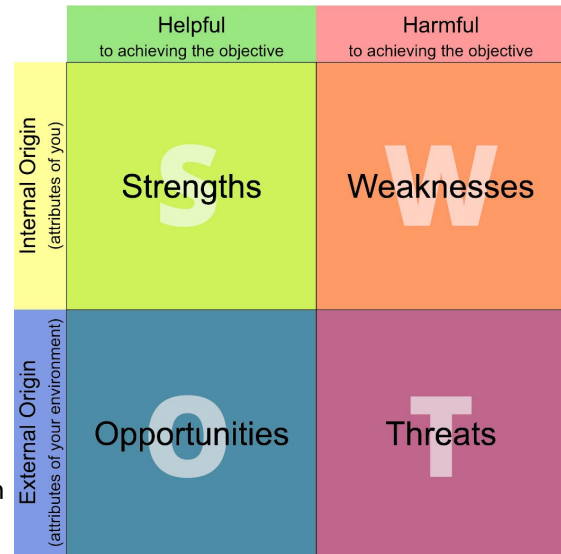 Helpful
to achieving the objective
Harmful
to achieving the objective
Internal Origin
(attributes of you)
S
Strengths
W
Weaknesses
External Origin
(attributes of your environment)
O
Opportunities
T
Threats